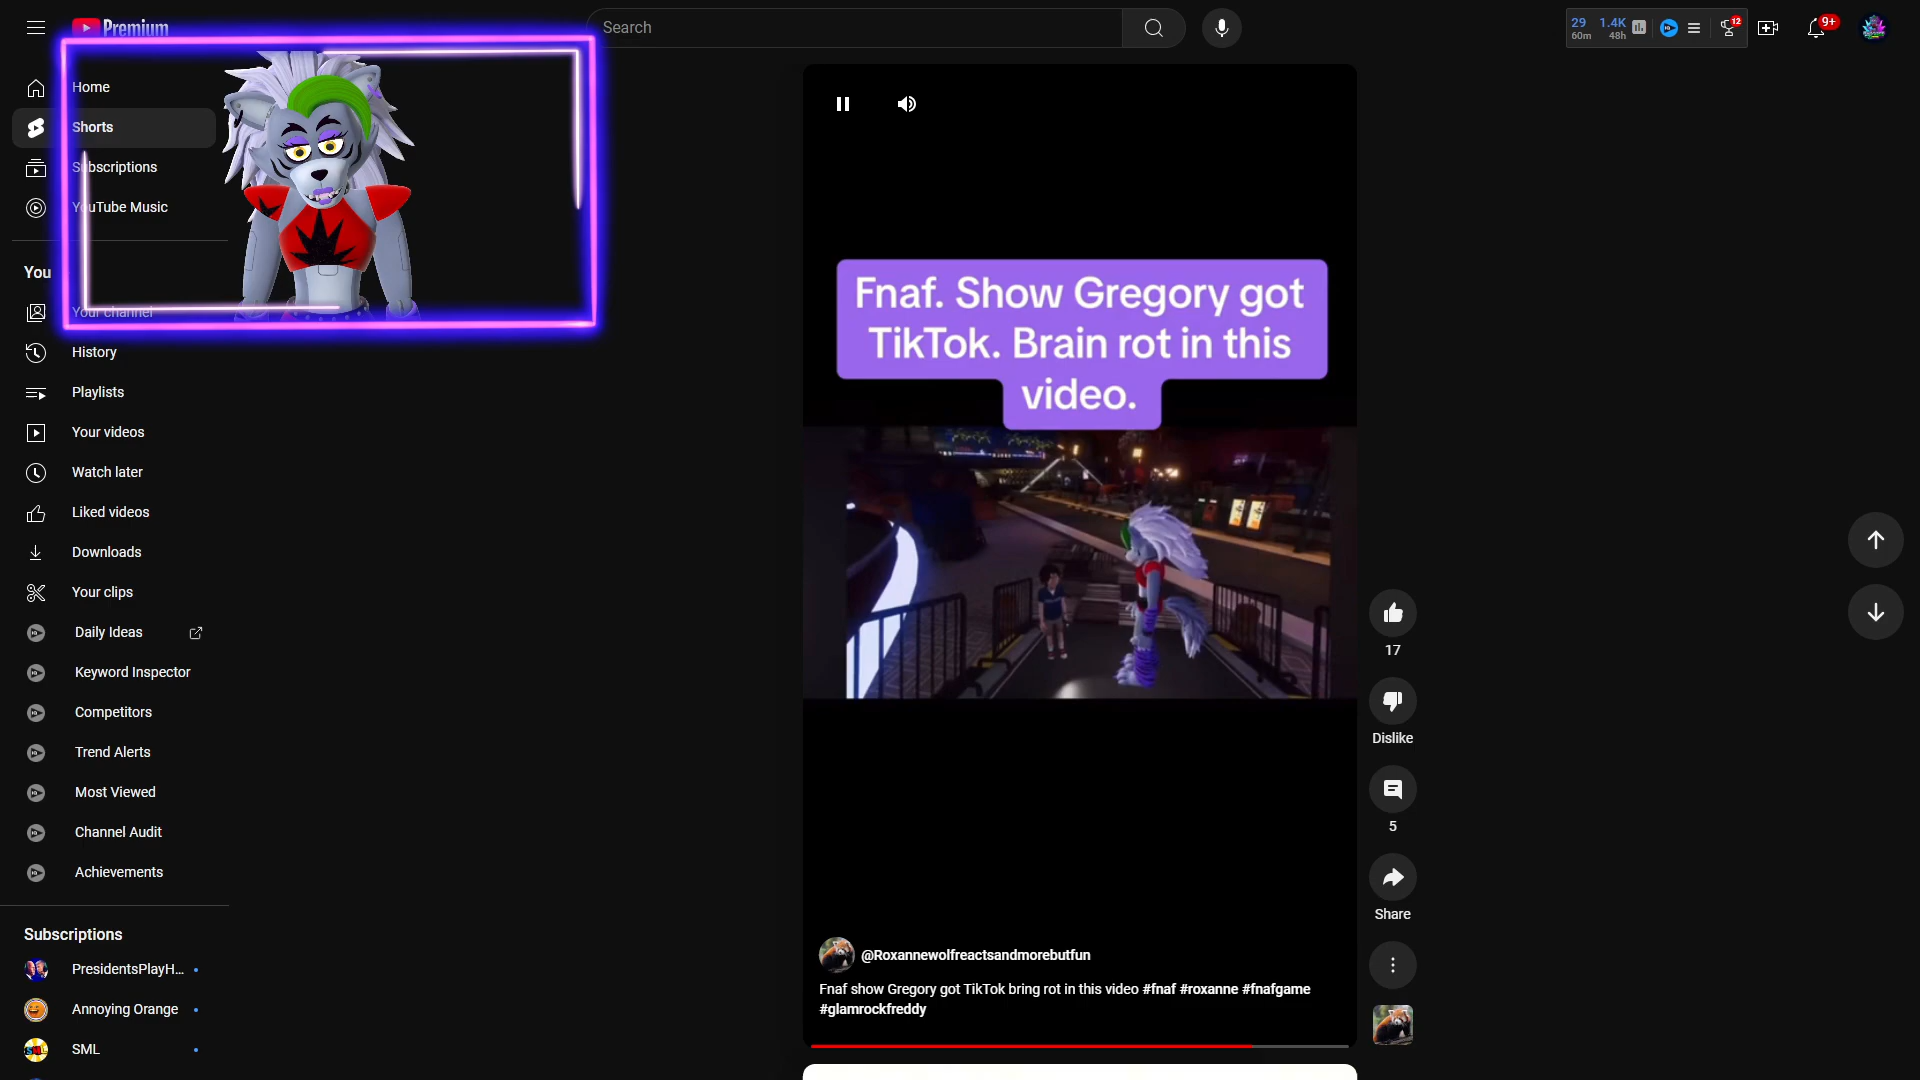 Premium
Search
29
60m
1.4K
48h
12
9+
Home
Shorts
Subscriptions
YouTube Music
You
Your channel
History
Playlists
Your videos
Watch later
Liked videos
Downloads
Your clips
Daily Ideas
Keyword Inspector
Competitors
Trend Alerts
Most Viewed
Channel Audit
Achievements
Subscriptions
PresidentsPlayH...
Annoying Orange
SML
Fnaf. Show Gregory got
TikTok. Brain rot in this
video.
17
Dislike
5
Share
@Roxannewolfreactsandmorebutfun
Fnaf show Gregory got TikTok bring rot in this video #fnaf #roxanne #fnafgame
#glamrockfreddy